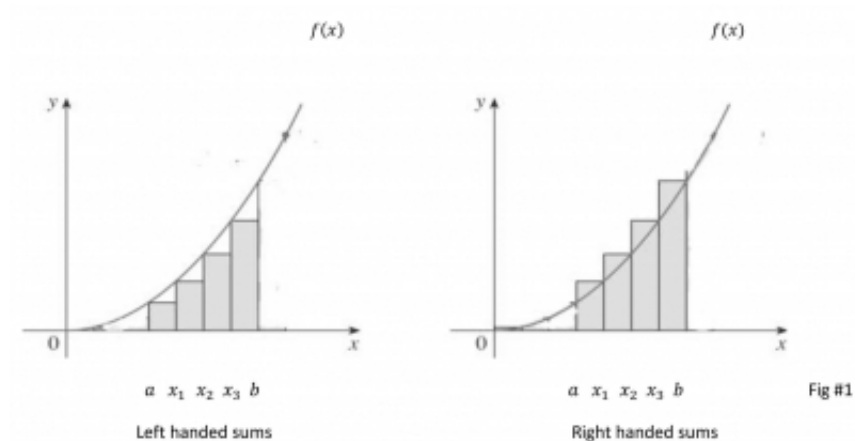 f(x)
f(x)
y
y
0
x
0
x
a x₁ x₂ x₃ b
a x₁ x₂ x₃ b
Fig #1
Left handed sums
Right handed sums